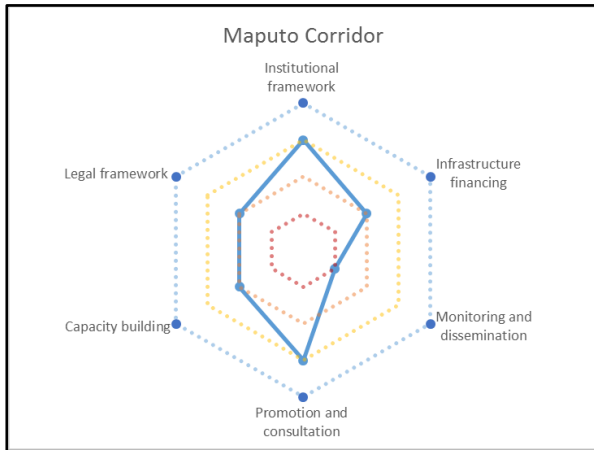 Maputo Corridor
Institutional
framework
Legal framework
Infrastructure
financing
Capacity building
Monitoring and
dissemination
Promotion and
consultation